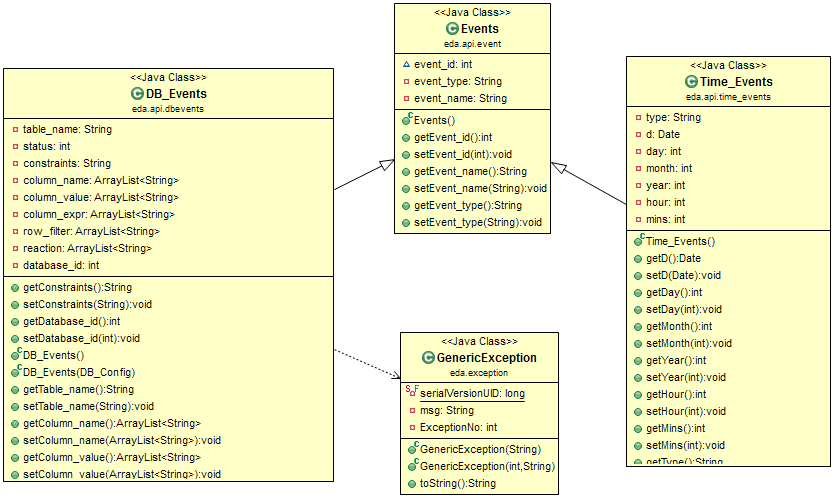 <<Java Class>>
Events
eda.api.event
event_id: int
event_type: String
event_name: String
Events()
getEvent_id():int
setEvent_id(int):void
getEvent_name():String
setEvent_name(String):void
getEvent_type():String
setEvent_type(String):void
<<Java Class>>
DB_Events
eda.api.dbevents
table_name: String
status: int
constraints: String
column_name: ArrayList<String>
column_value: ArrayList<String>
column_expr: ArrayList<String>
row_filter: ArrayList<String>
reaction: ArrayList<String>
database_id: int
getConstraints():String
setConstraints(String):void
getDatabase_id():int
setDatabase_id(int):void
DB_Events()
DB_Events(DB_Config)
getTable_name():String
setTable_name(String):void
getColumn_name():ArrayList<String>
setColumn_name(ArrayList<String>):void
getColumn_value():ArrayList<String>
setColumn_value(ArrayList<String>):void
<<Java Class>>
Time_Events
eda.api.time_events
type: String
d: Date
day: int
month: int
year: int
hour: int
mins: int
Time_Events()
getD():Date
setD(Date):void
getDay():int
setDay(int):void
getMonth():int
setMonth(int):void
getYear():int
setYear(int):void
getHour():int
setHour(int):void
getMins():int
setMins(int):void
getType():String
<<Java Class>>
GenericException
eda.exception
serialVersionUID: long
msg: String
ExceptionNo: int
GenericException(String)
GenericException(int,String)
toString():String